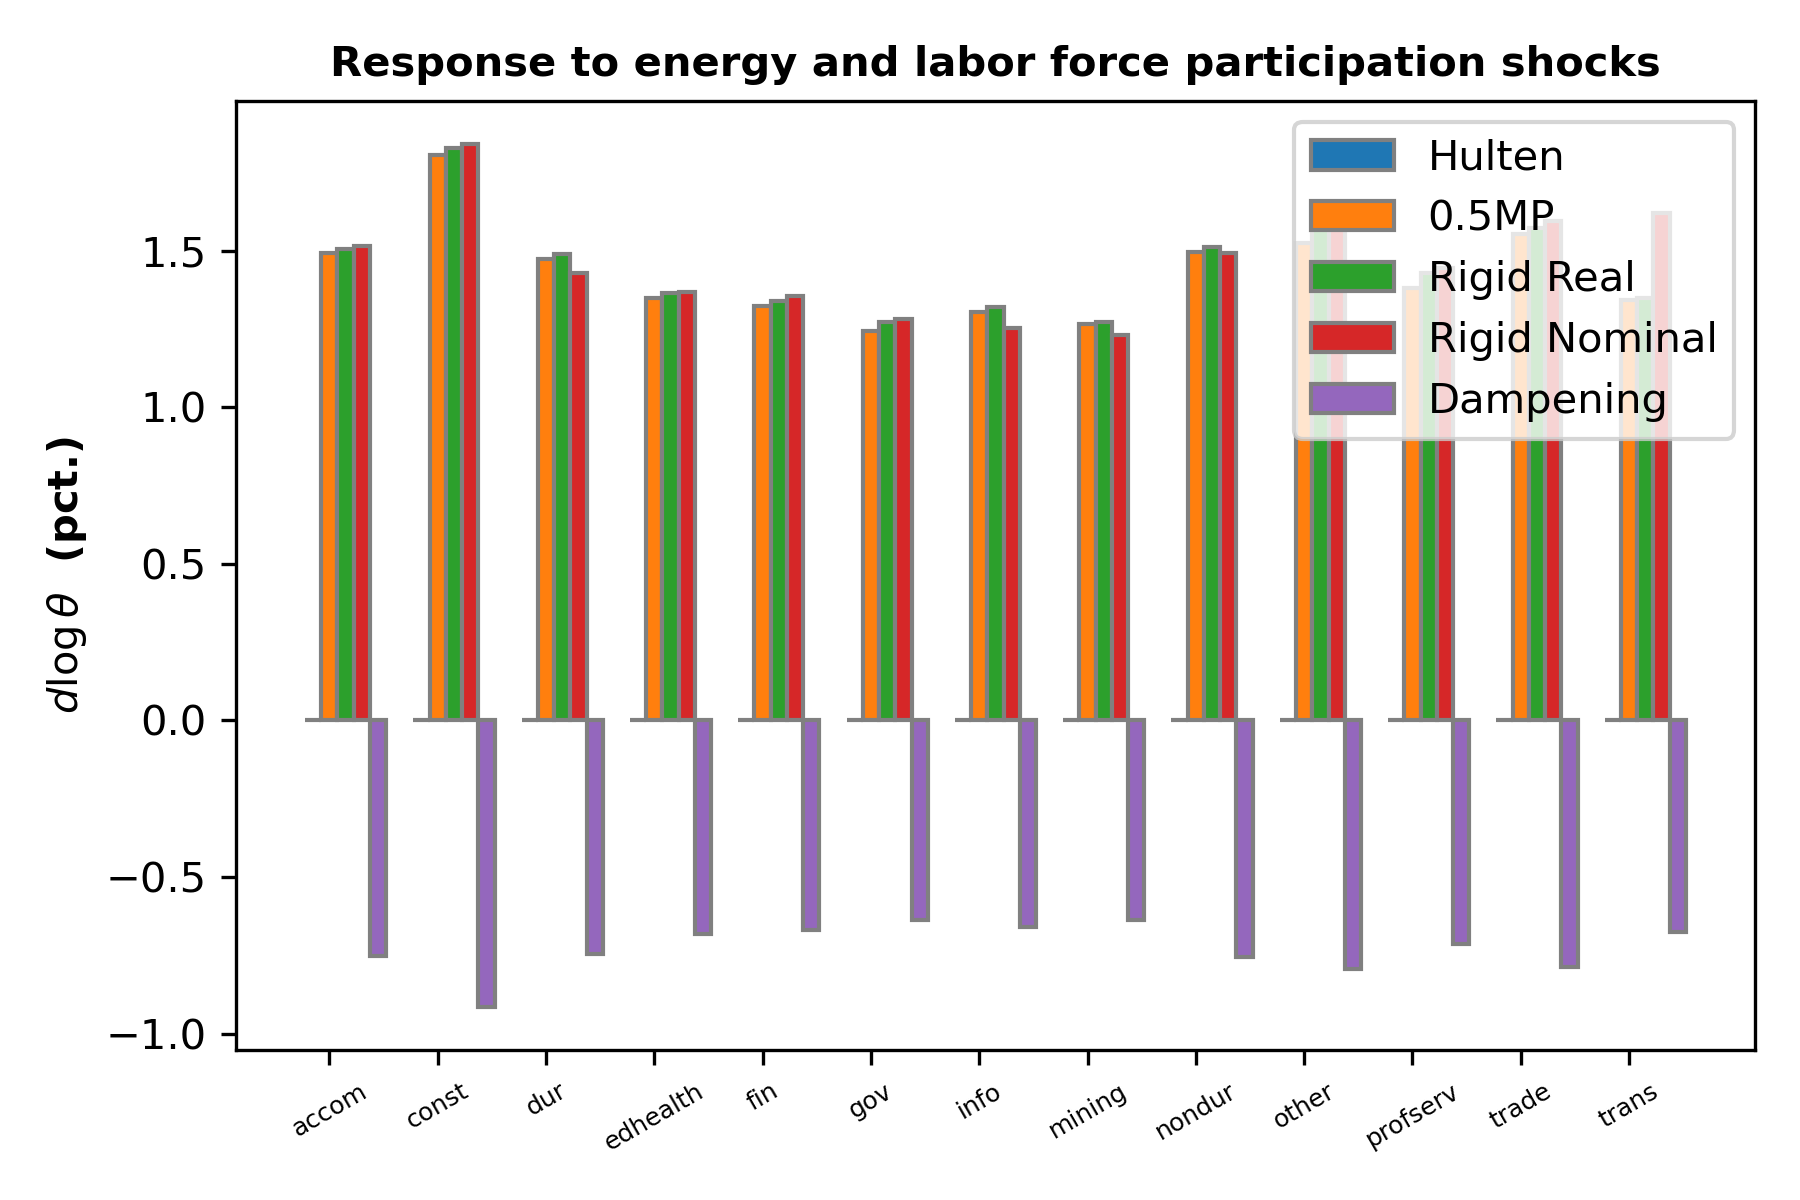 Response to energy and labor force participation shocks
Hulten
0.5MP
Rigid Real
Rigid Nominal
Dampening
d log θ (pct.)
1.5
1.0
0.5
0.0
−0.5
−1.0
accom const dur edhealth fin gov info mining nondur other profserv trade trans